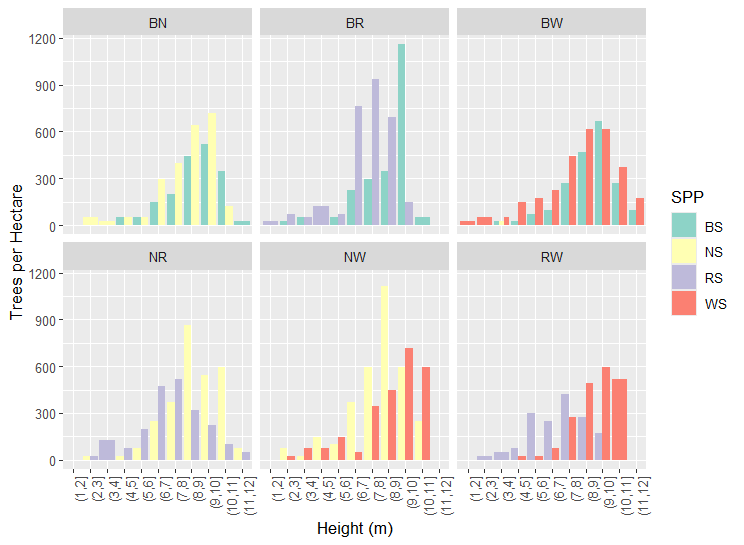 BN BR BW
1200
900
600
300
0
NR NW RW
1200
900
600
300
0
Trees per Hectare
(1,2] (2,3] (3,4] (4,5] (5,6] (6,7] (7,8] (8,9] (9,10] (10,11] (11,12]
(1,2] (2,3] (3,4] (4,5] (5,6] (6,7] (7,8] (8,9] (9,10] (10,11] (11,12]
(1,2] (2,3] (3,4] (4,5] (5,6] (6,7] (7,8] (8,9] (9,10] (10,11] (11,12]
Height (m)
SPP
BS
NS
RS
WS